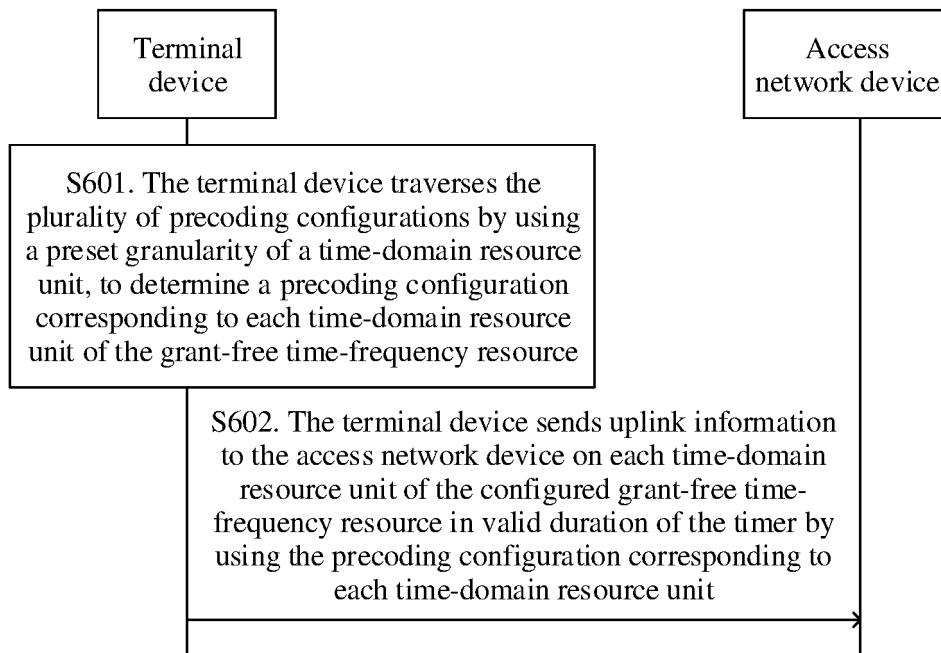 Terminal
device
Access
network device
S601. The terminal device traverses the
plurality of precoding configurations by using
a preset granularity of a time-domain resource
unit, to determine a precoding configuration
corresponding to each time-domain resource
unit of the grant-free time-frequency resource
S602. The terminal device sends uplink information
to the access network device on each time-domain
resource unit of the configured grant-free time-
frequency resource in valid duration of the timer by
using the precoding configuration corresponding to
each time-domain resource unit